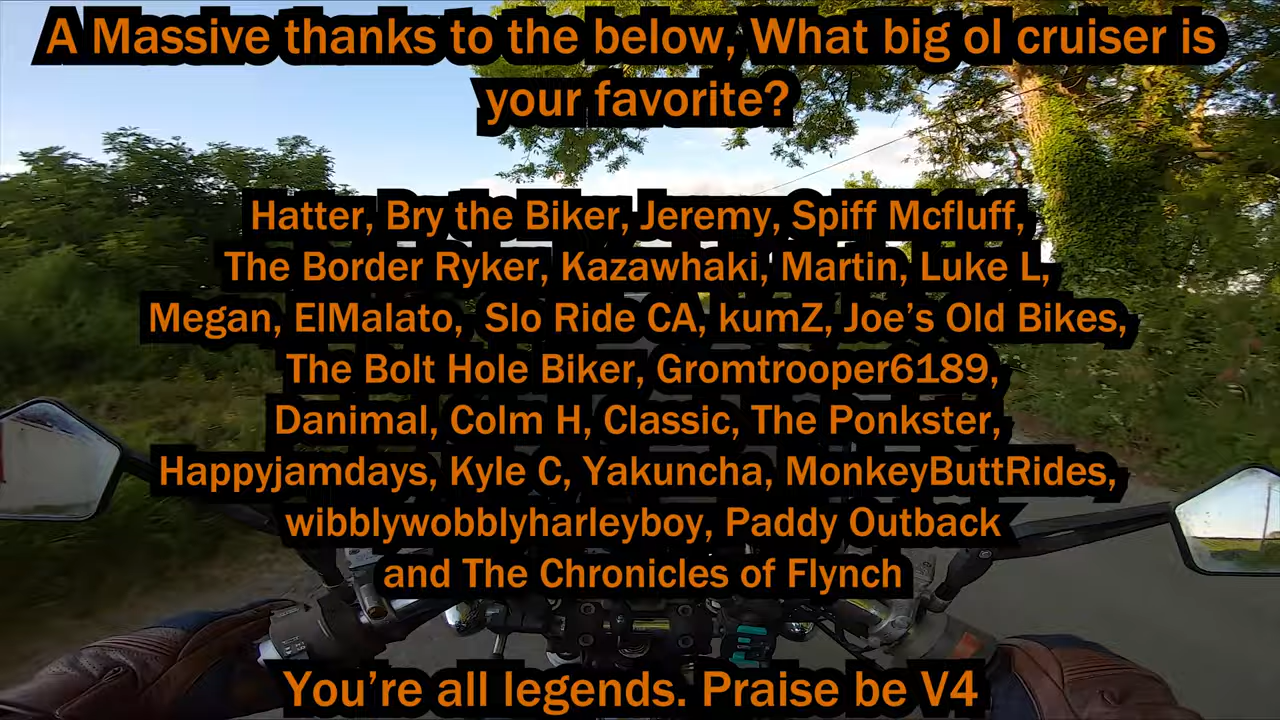 A Massive thanks to the below, What big ol cruiser is
your favorite?
Hatter, Bry the Biker, Jeremy, Spiff Mcfluff,
The Border Ryker, Kazawhaki, Martin, Luke L,
Megan, ElMalato,  Slo Ride CA, kumZ, Joe’s Old Bikes,
The Bolt Hole Biker, Gromtrooper6189,
Danimal, Colm H, Classic, The Ponkster,
Happyjamdays, Kyle C, Yakuncha, MonkeyButtRides,
wibblywobblyharleyboy, Paddy Outback
and The Chronicles of Flynch
You’re all legends. Praise be V4